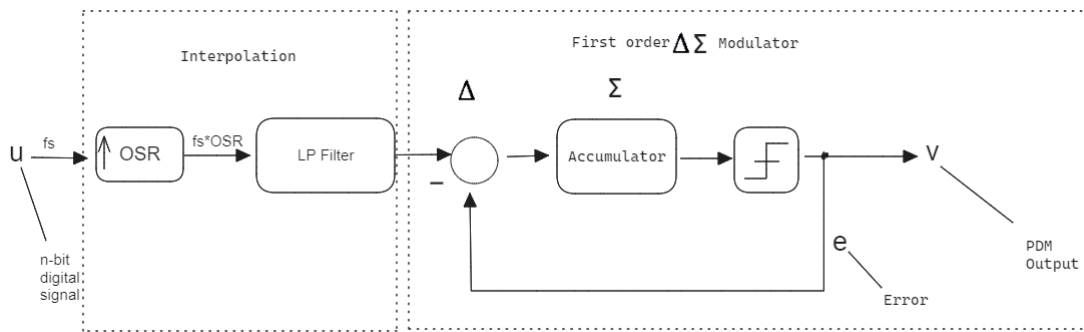 Interpolation
First order ΔΣ Modulator
Δ
Σ
u
fs
↑ OSR
fs*OSR
LP Filter
−
Accumulator
v
e
n-bit
digital
signal
PDM
Output
Error